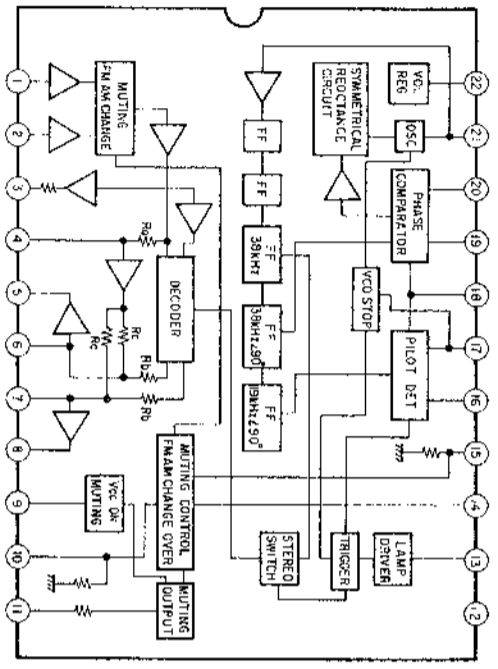 1
2
3
4
5
6
7
8
9
10
11
12
13
14
15
16
17
18
19
20
21
22
MUTING
FM AM CHANGE
FF
FF
FF
38kHz
FF
38kHz∠90°
FF
19kHz∠90°
SYMMETRICAL
REDCTANCE
CIRCUIT
VCC
REG
OSC
PHASE
COMPARATOR
VCO STOP
PILOT DET
DECODER
Ra
Rc
Rc
Rb
Rb
VCC ON
MUTING
MUTING CONTROL
FM AM CHANGE OVER
MUTING
OUTPUT
STEREO
SWITCH
TRIGGER
LAMP
DRIVER